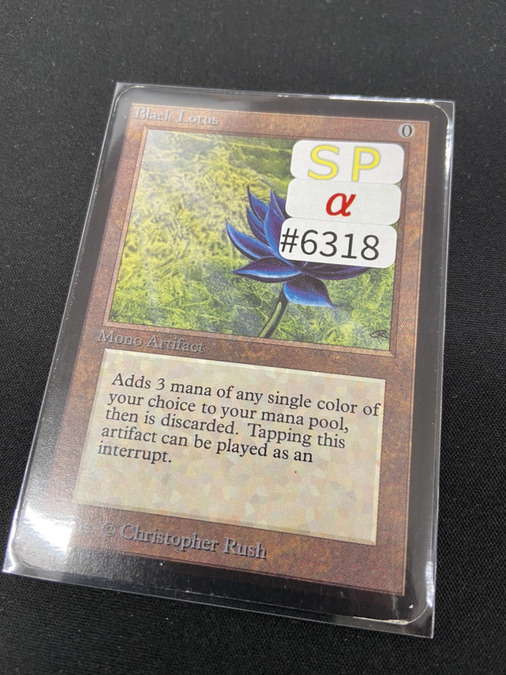 Black Lotus
0
SP
α
#6318
Mono Artifact
Adds 3 mana of any single color of
your choice to your mana pool,
then is discarded. Tapping this
artifact can be played as an
interrupt.
© Christopher Rush